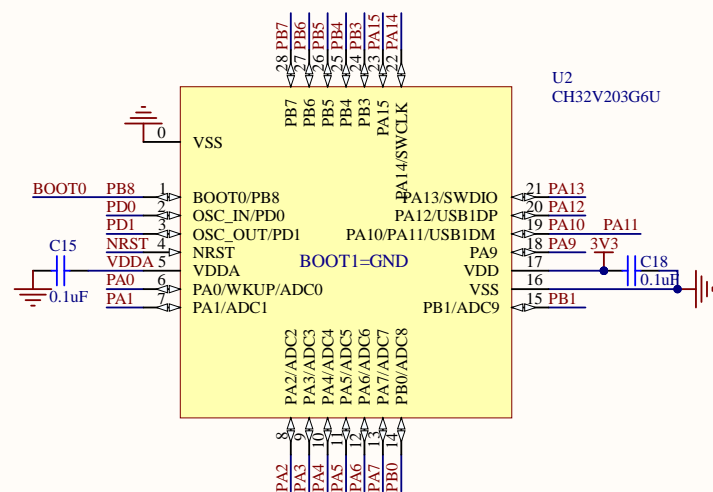 PB7 PB6 PB5 PB4 PB3 PA15 PA14
28 27 26 25 24 23 22
U2
CH32V203G6U
PB7 PB6 PB5 PB4 PB3 PA15 PA14/SWCLK
0 VSS
BOOT0 PB8 1 BOOT0/PB8
PA13/SWDIO 21 PA13
PD0 2 OSC_IN/PD0
PA12/USB1DP 20 PA12
PD1 3 OSC_OUT/PD1
PA10/PA11/USB1DM 19 PA10 PA11
NRST 4 NRST
PA9 18 PA9 3V3
C15
0.1uF
VDDA 5 VDDA
BOOT1=GND
VDD 17
C18
0.1uF
PA0 6 PA0/WKUP/ADC0
VSS 16
PA1 7 PA1/ADC1
PB1/ADC9 15 PB1
PA2/ADC2 PA3/ADC3 PA4/ADC4 PA5/ADC5 PA6/ADC6 PA7/ADC7 PB0/ADC8
8 9 10 11 12 13 14
PA2 PA3 PA4 PA5 PA6 PA7 PB0